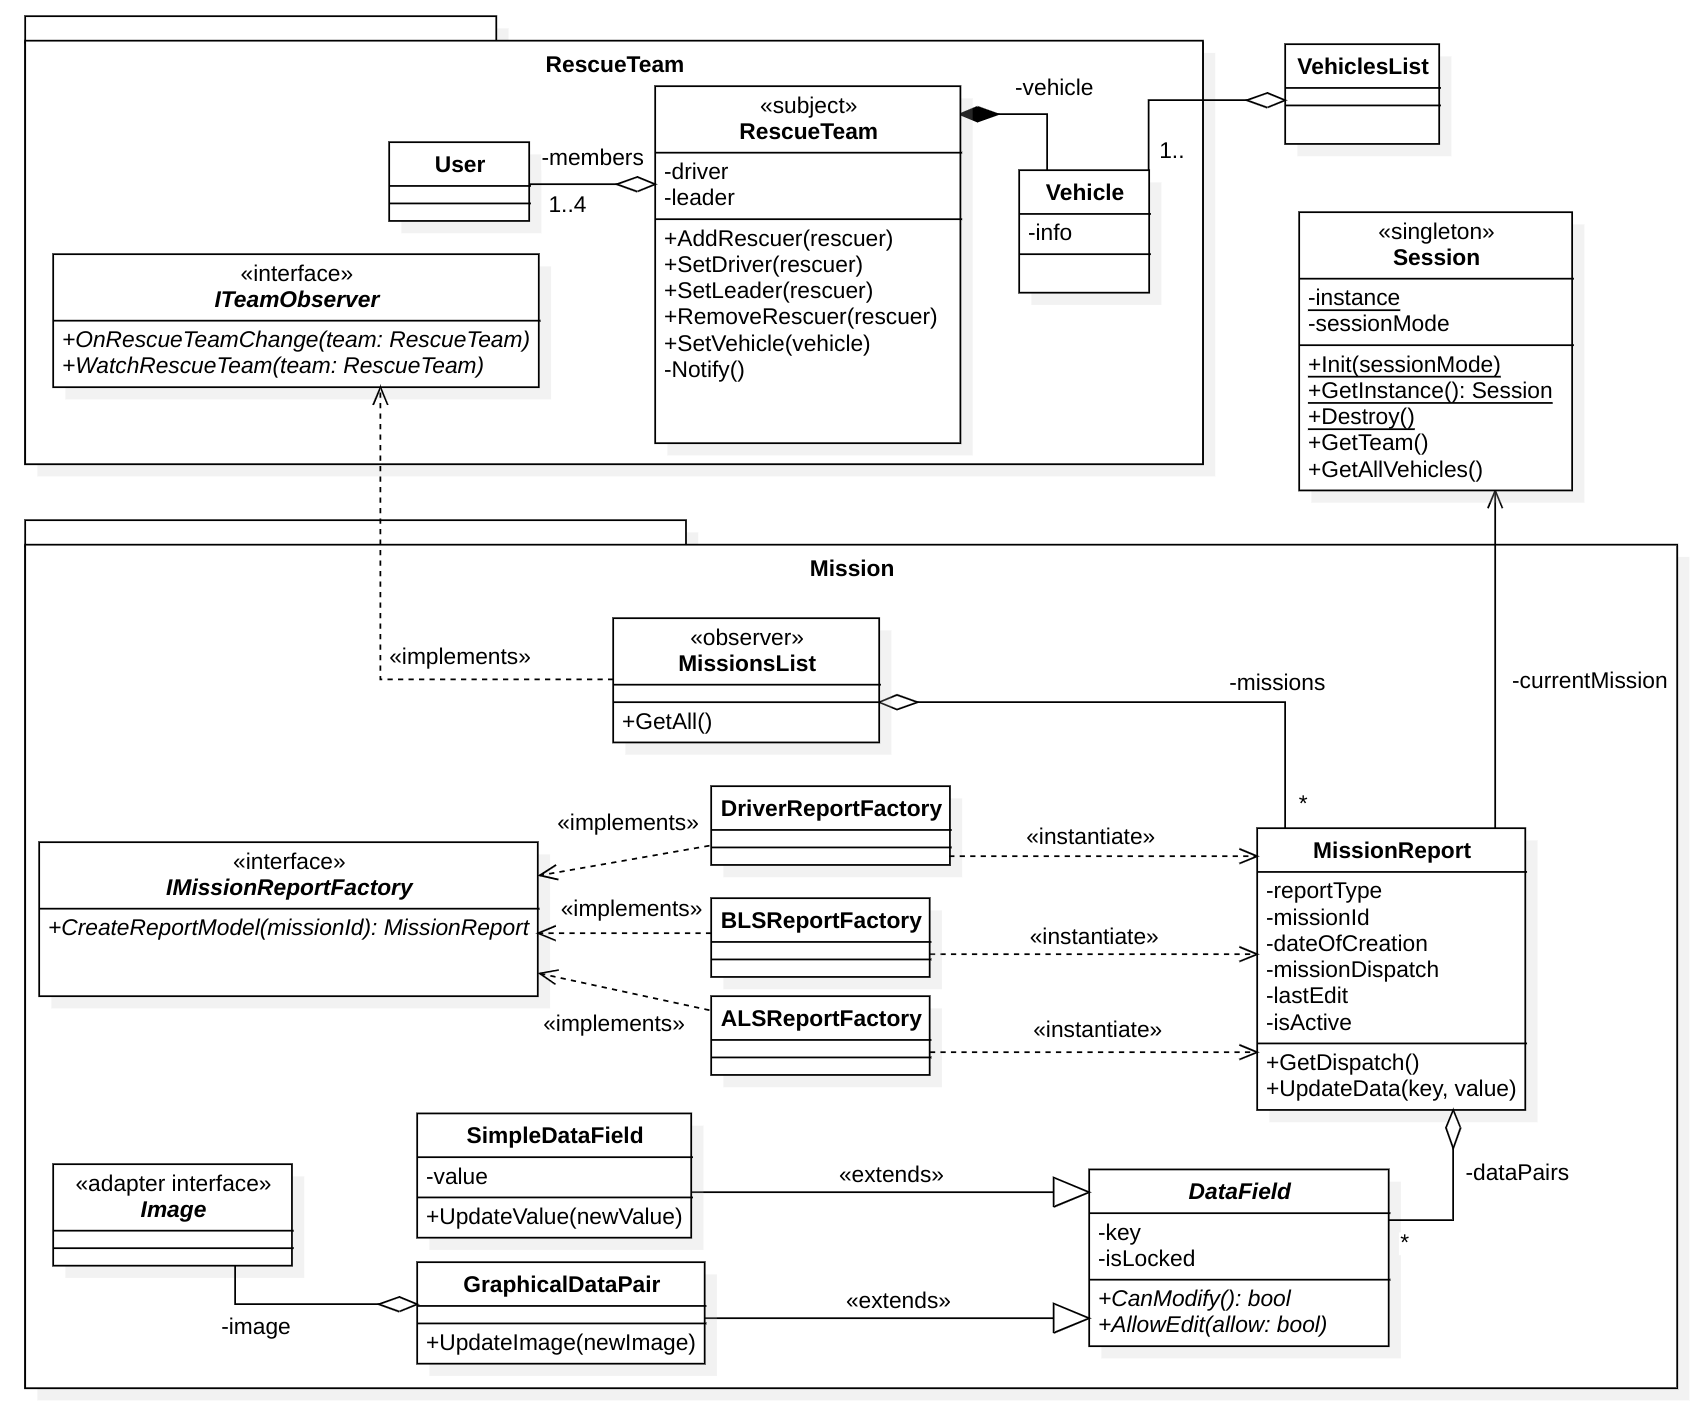 RescueTeam
«subject»
RescueTeam
-driver
-leader
+AddRescuer(rescuer)
+SetDriver(rescuer)
+SetLeader(rescuer)
+RemoveRescuer(rescuer)
+SetVehicle(vehicle)
-Notify()
User
-members
1..4
«interface»
ITeamObserver
+OnRescueTeamChange(team: RescueTeam)
+WatchRescueTeam(team: RescueTeam)
-vehicle
Vehicle
-info
1..
VehiclesList
«singleton»
Session
-instance
-sessionMode
+Init(sessionMode)
+GetInstance(): Session
+Destroy()
+GetTeam()
+GetAllVehicles()
Mission
«implements»
«observer»
MissionsList
+GetAll()
-missions
*
-currentMission
«interface»
IMissionReportFactory
+CreateReportModel(missionId): MissionReport
«implements»
DriverReportFactory
«instantiate»
«implements»
BLSReportFactory
«instantiate»
«implements»
ALSReportFactory
«instantiate»
MissionReport
-reportType
-missionId
-dateOfCreation
-missionDispatch
-lastEdit
-isActive
+GetDispatch()
+UpdateData(key, value)
-dataPairs
*
SimpleDataField
-value
+UpdateValue(newValue)
«extends»
«adapter interface»
Image
-image
GraphicalDataPair
+UpdateImage(newImage)
«extends»
DataField
-key
-isLocked
+CanModify(): bool
+AllowEdit(allow: bool)